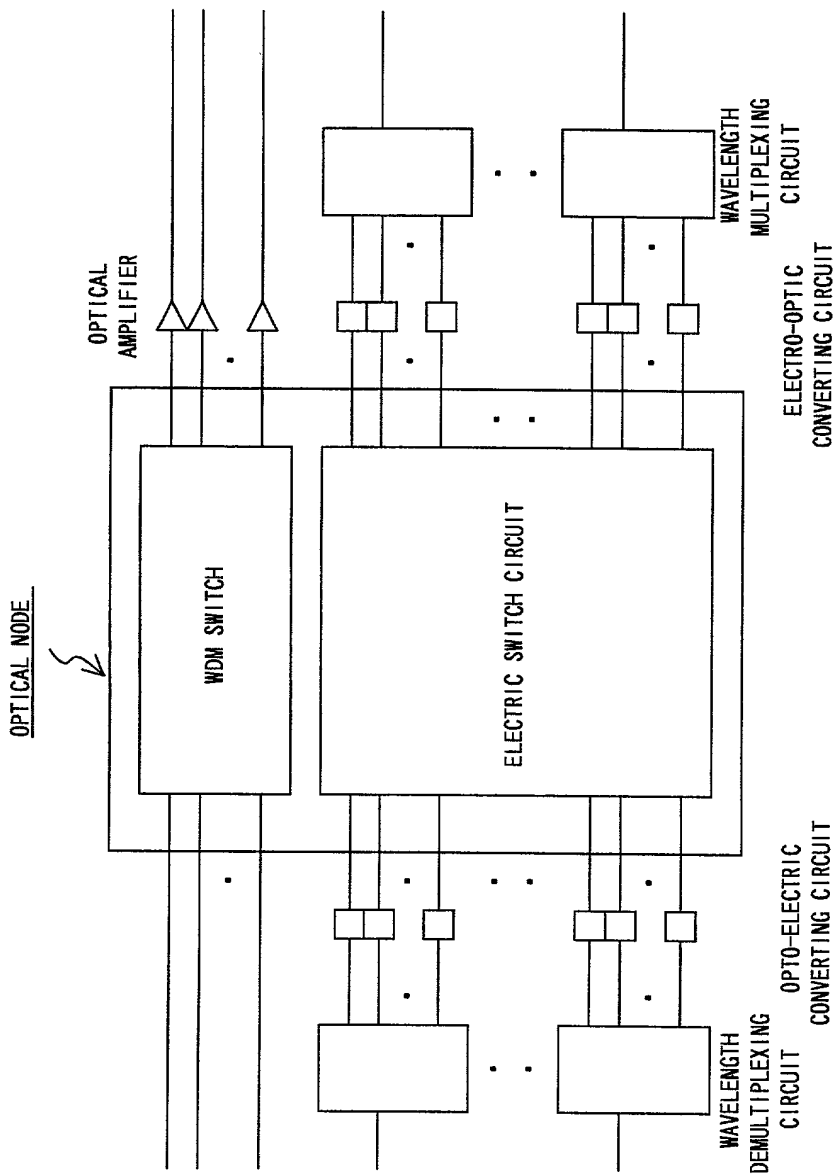 OPTICAL NODE
OPTICAL
AMPLIFIER
WDM SWITCH
ELECTRIC SWITCH CIRCUIT
WAVELENGTH
DEMULTIPLEXING
CIRCUIT
OPTO-ELECTRIC
CONVERTING CIRCUIT
ELECTRO-OPTIC
CONVERTING CIRCUIT
WAVELENGTH
MULTIPLEXING
CIRCUIT